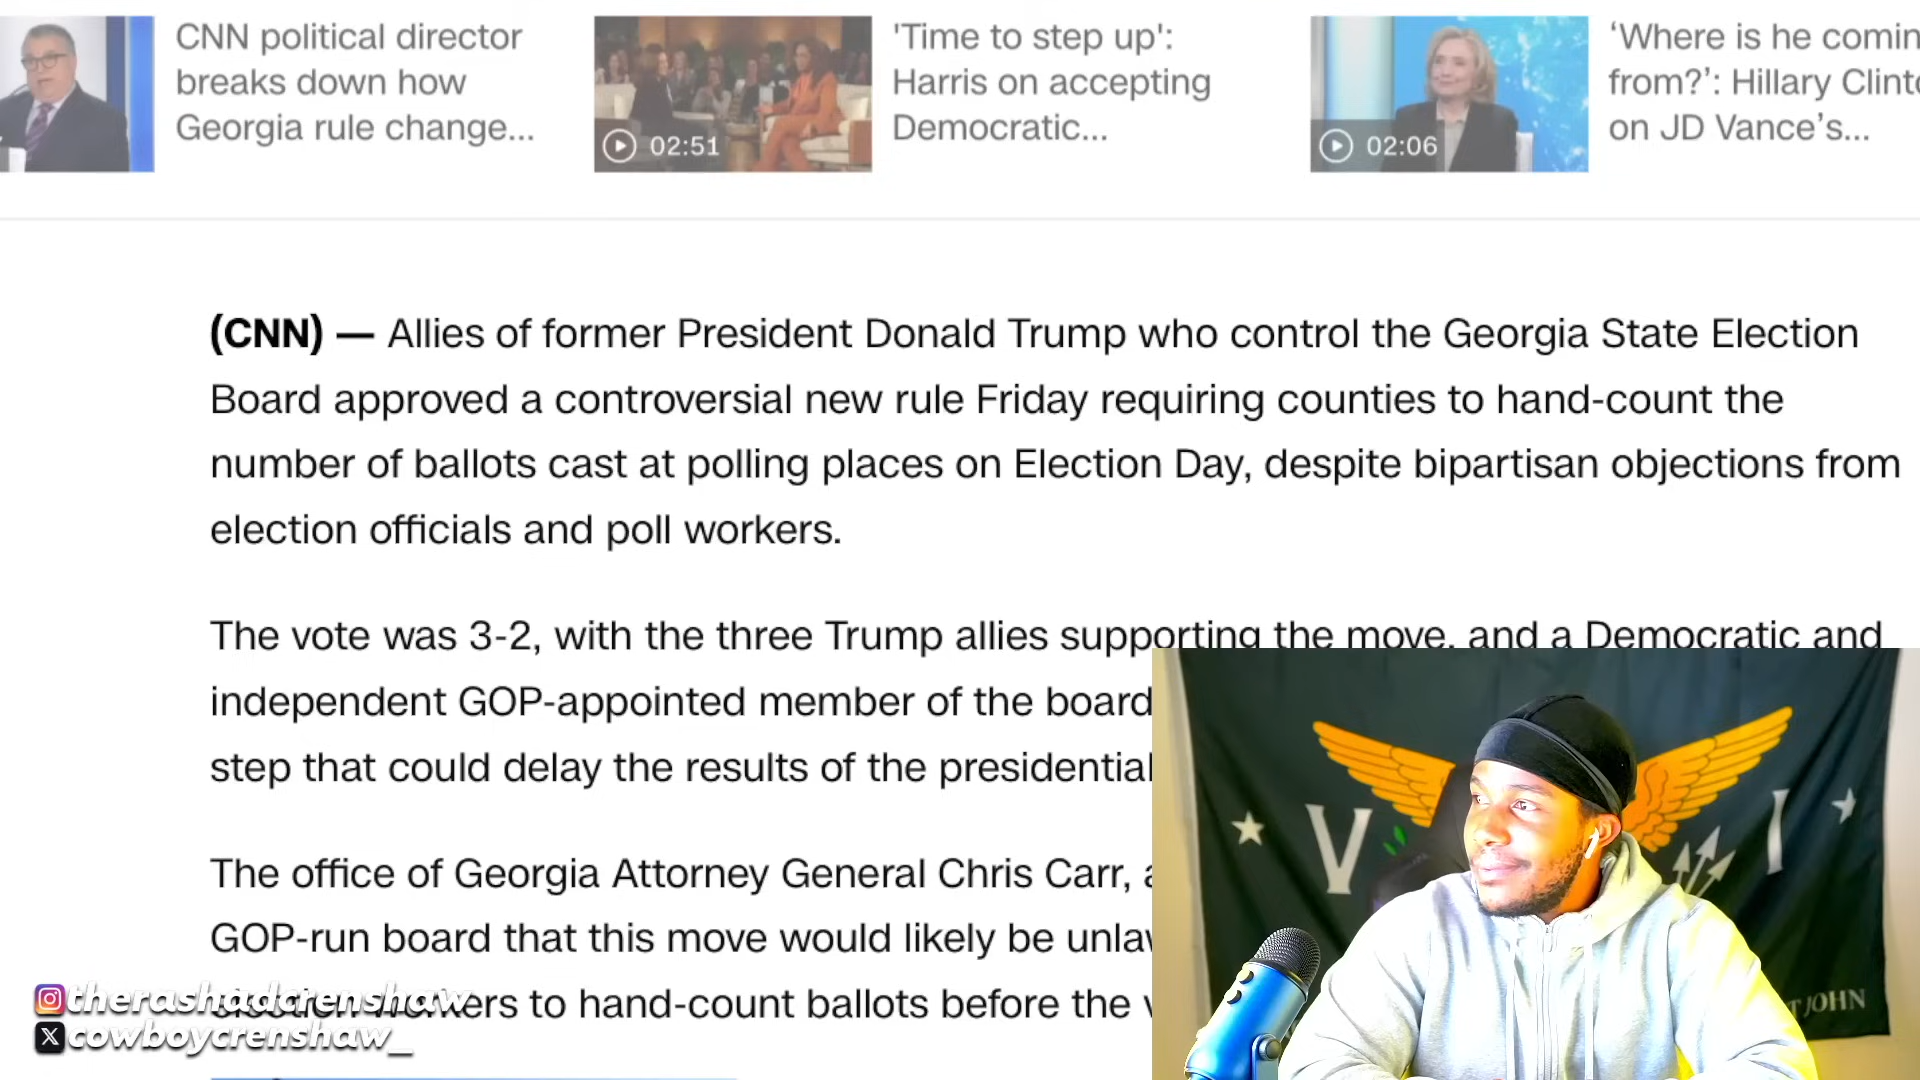 CNN political director
breaks down how
Georgia rule change...
02:51
'Time to step up':
Harris on accepting
Democratic...
02:06
‘Where is he comin
from?’: Hillary Clint
on JD Vance’s...
(CNN) — Allies of former President Donald Trump who control the Georgia State Election
Board approved a controversial new rule Friday requiring counties to hand-count the
number of ballots cast at polling places on Election Day, despite bipartisan objections from
election officials and poll workers.
The vote was 3-2, with the three Trump allies supporting the move, and a Democratic and
independent GOP-appointed member of the board
step that could delay the results of the presidential
The office of Georgia Attorney General Chris Carr,
GOP-run board that this move would likely be
to hand-count ballots before the
therashadcrenshaw
cowboycrenshaw_
V I
T JOHN